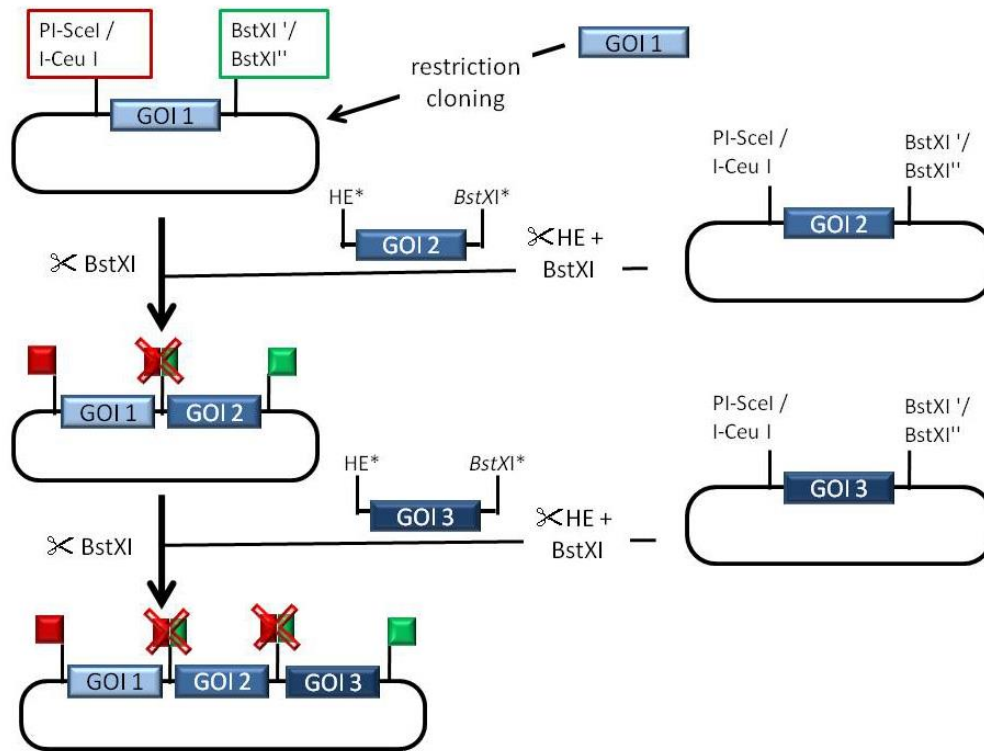 PI-SceI /
I-Ceu I
BstXI '/
BstXI''
GOI 1
restriction
cloning
GOI 1
PI-SceI /
I-Ceu I
BstXI '/
BstXI''
GOI 2
HE*
BstXI*
GOI 2
HE +
BstXI
BstXI
GOI 1
GOI 2
PI-SceI /
I-Ceu I
BstXI '/
BstXI''
GOI 3
HE*
BstXI*
GOI 3
HE +
BstXI
BstXI
GOI 1
GOI 2
GOI 3